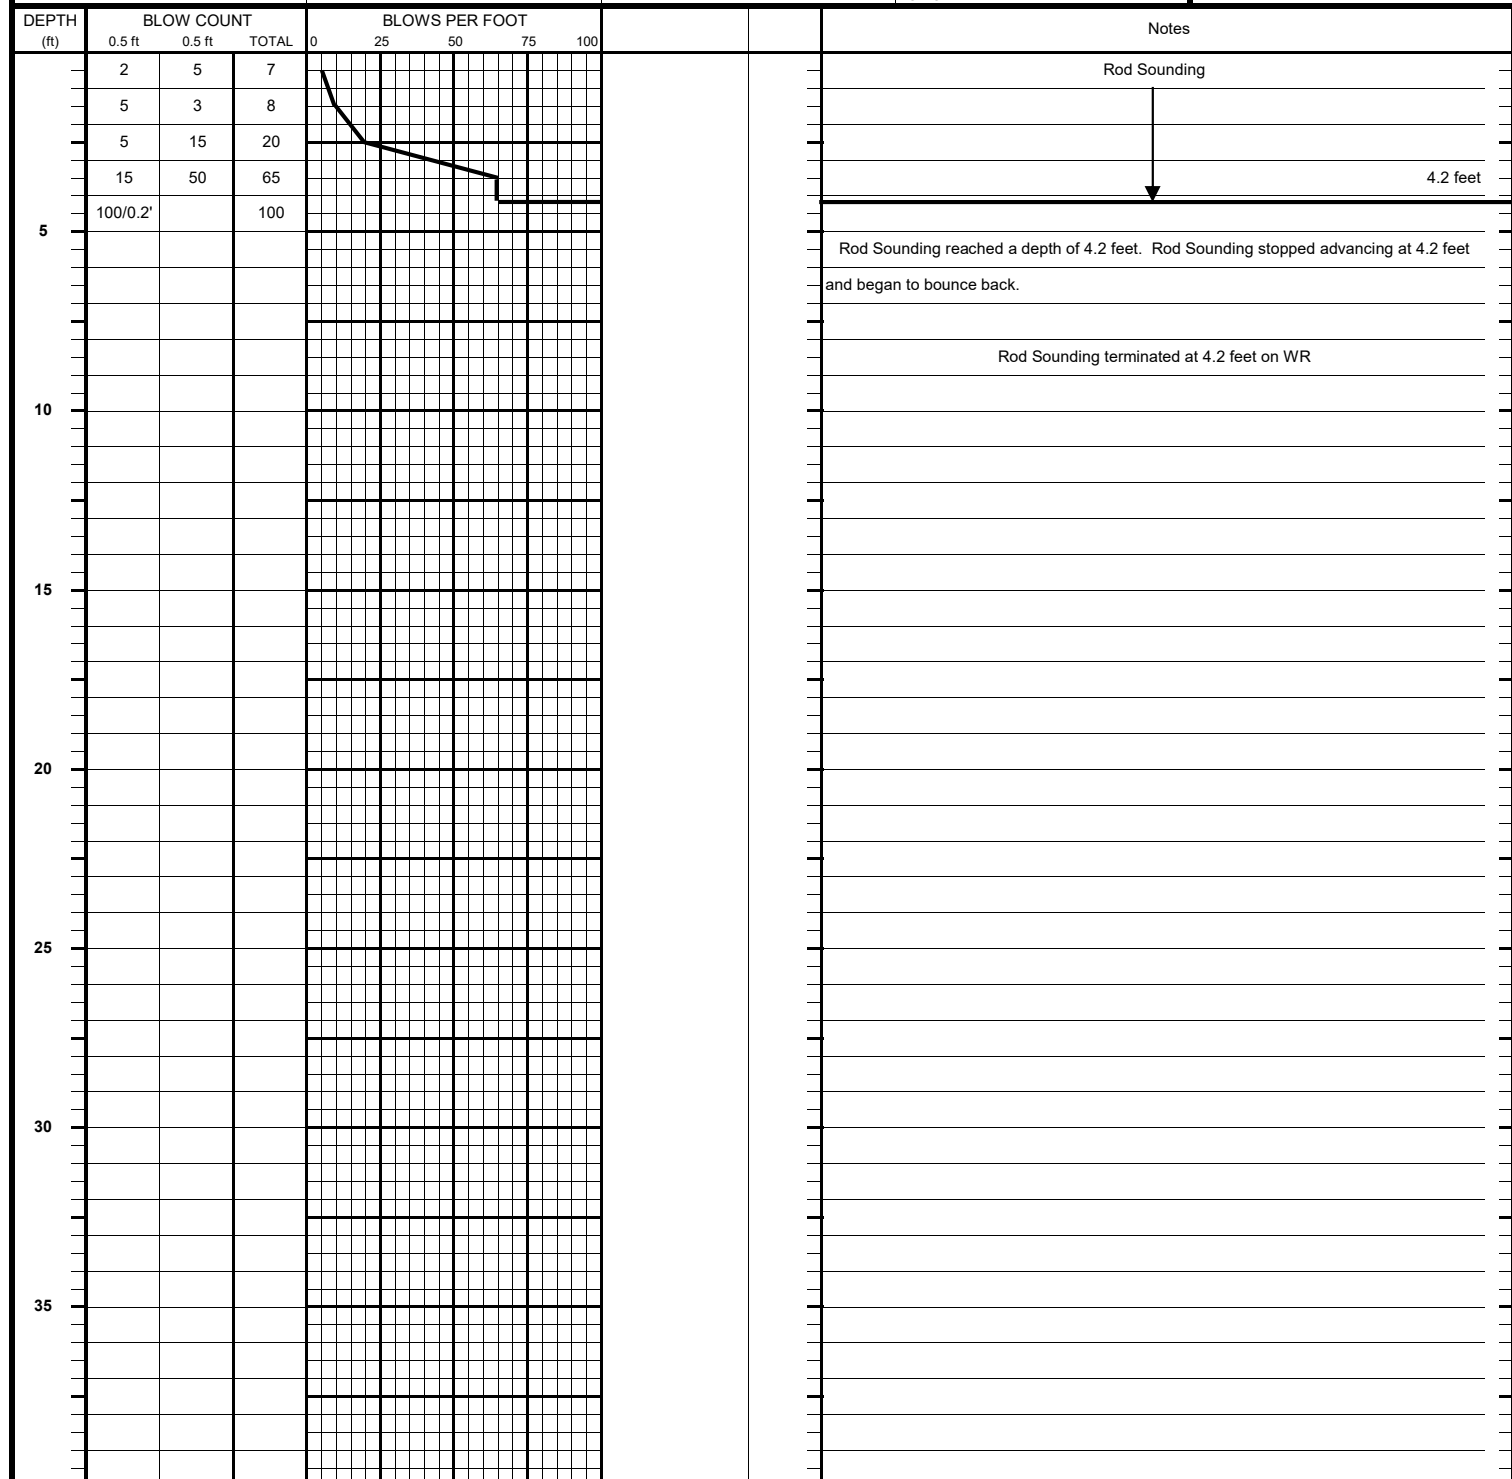 DEPTH BLOW COUNT BLOWS PER FOOT Notes
(ft) 0.5 ft 0.5 ft TOTAL 0 25 50 75 100
2 5 7 Rod Sounding
5 3 8
5 15 20
15 50 65 4.2 feet
100/0.2' 100
5
Rod Sounding reached a depth of 4.2 feet. Rod Sounding stopped advancing at 4.2 feet
and began to bounce back.
Rod Sounding terminated at 4.2 feet on WR
10
15
20
25
30
35